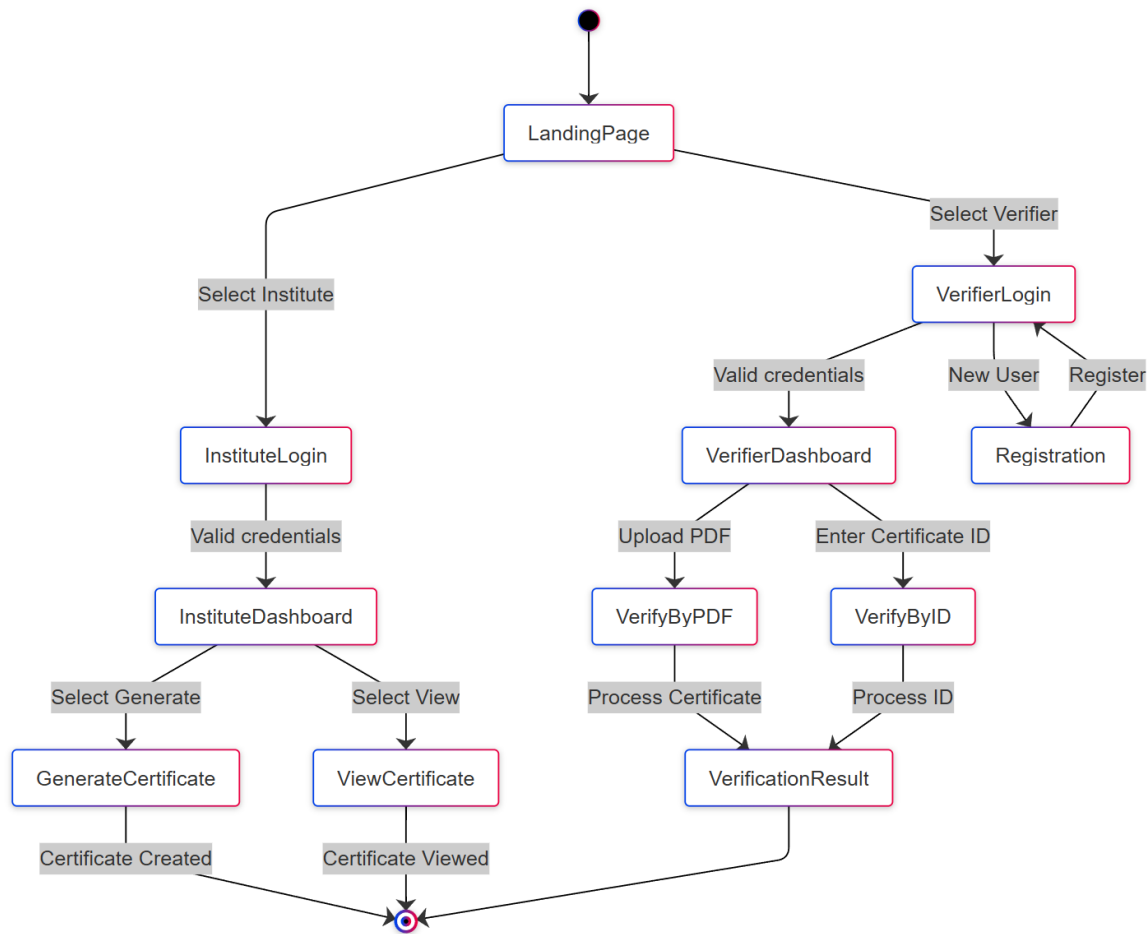 LandingPage
Select Verifier
Select Institute
VerifierLogin
Valid credentials
New User
Register
InstituteLogin
VerifierDashboard
Registration
Valid credentials
Upload PDF
Enter Certificate ID
InstituteDashboard
VerifyByPDF
VerifyByID
Select Generate
Select View
Process Certificate
Process ID
GenerateCertificate
ViewCertificate
VerificationResult
Certificate Created
Certificate Viewed